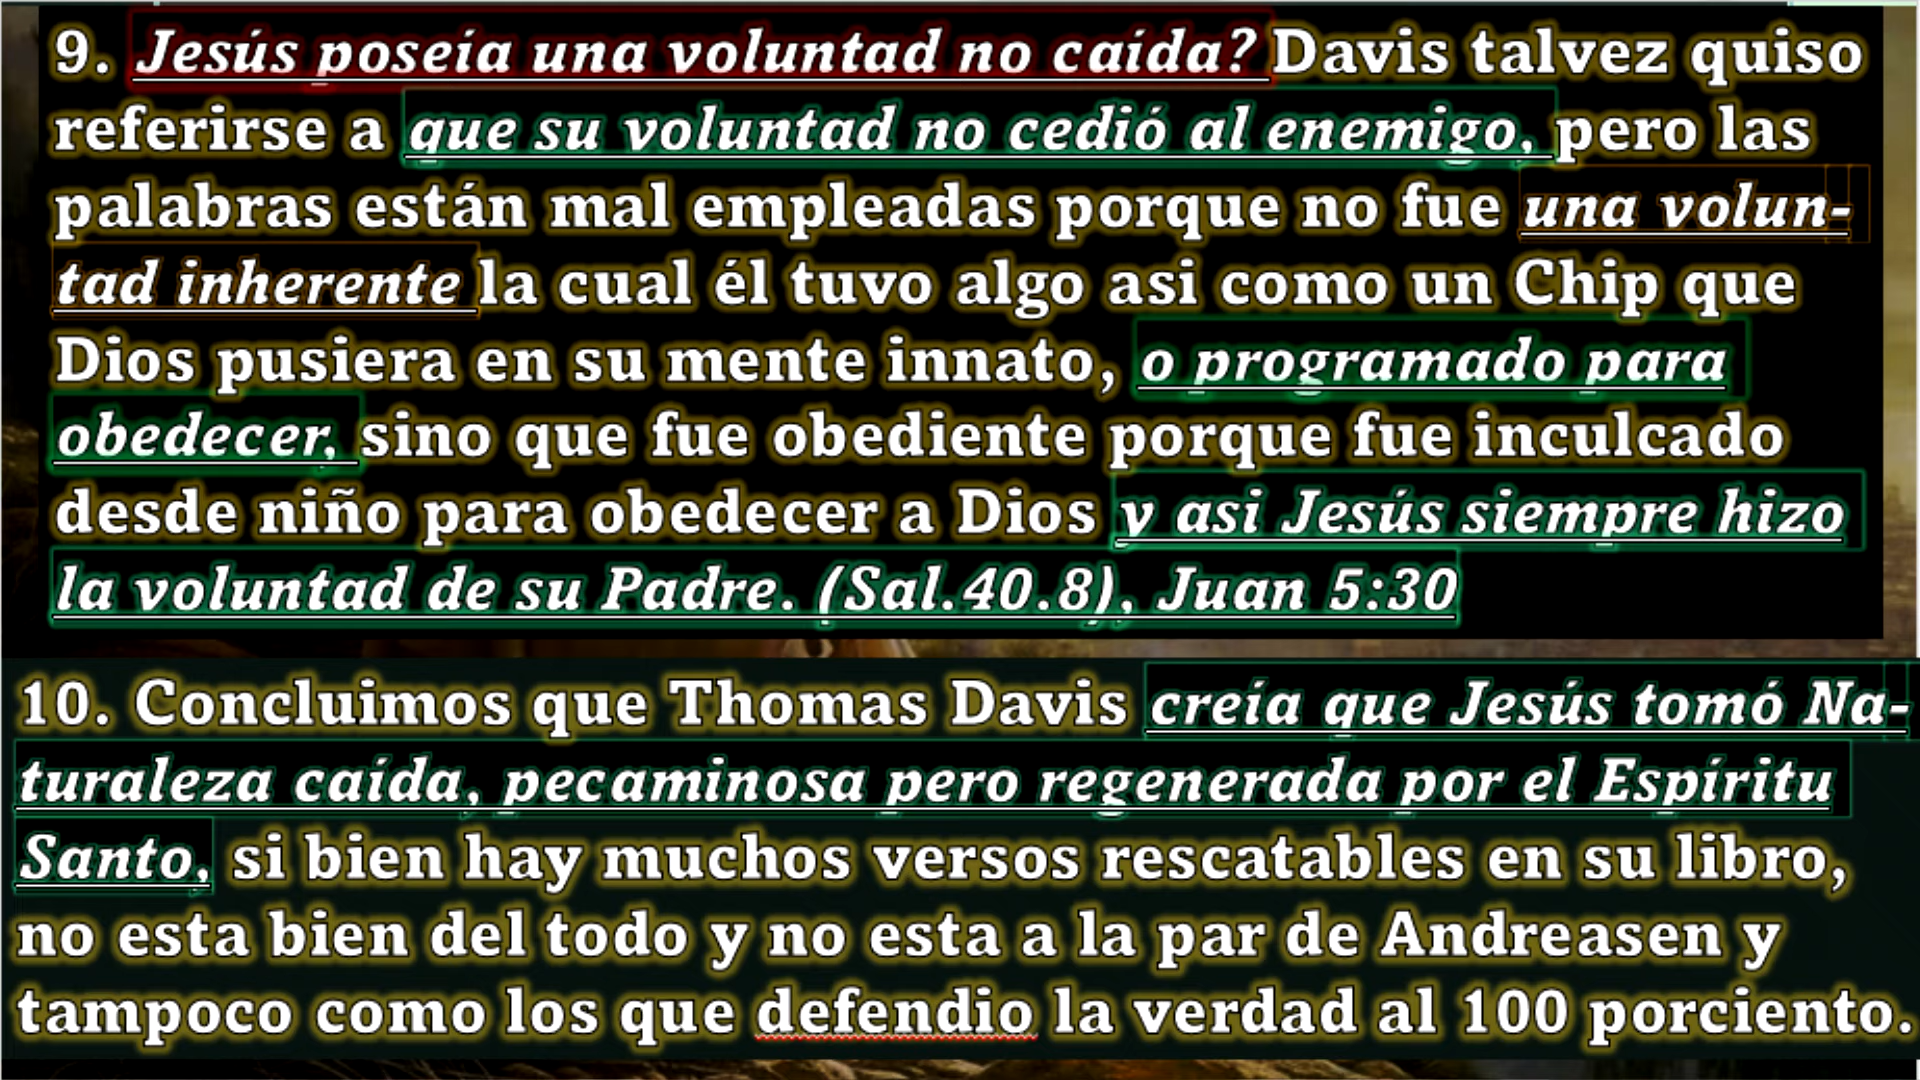 9. Jesús poseía una voluntad no caída? Davis talvez quiso
referirse a que su voluntad no cedió al enemigo, pero las
palabras están mal empleadas porque no fue una volun-
tad inherente la cual él tuvo algo asi como un Chip que
Dios pusiera en su mente innato, o programado para
obedecer, sino que fue obediente porque fue inculcado
desde niño para obedecer a Dios y asi Jesús siempre hizo
la voluntad de su Padre. (Sal.40.8), Juan 5:30
10. Concluimos que Thomas Davis creía que Jesús tomó Na-
turaleza caída, pecaminosa pero regenerada por el Espíritu
Santo, si bien hay muchos versos rescatables en su libro,
no esta bien del todo y no esta a la par de Andreasen y
tampoco como los que defendio la verdad al 100 porciento.